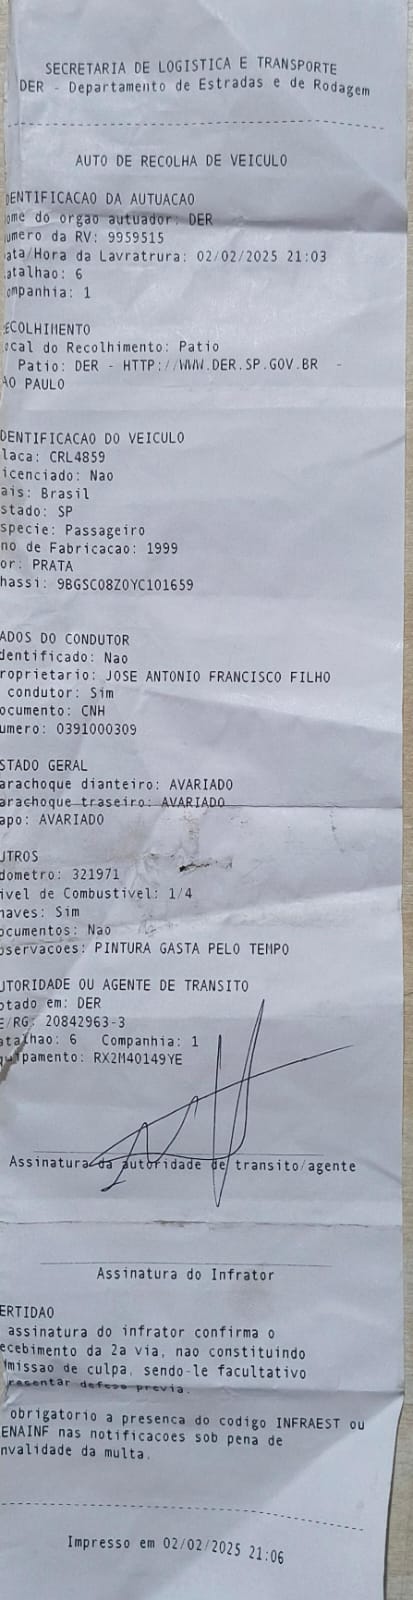 SECRETARIA DE LOGISTICA E TRANSPORTE
DER - Departamento de Estradas e de Rodagem
AUTO DE RECOLHA DE VEICULO
DENTIFICACAO DA AUTUACAO
ome do orgao autuador: DER
umero da RV: 9959515
ata/Hora da Lavratrura: 02/02/2025 21:03
atalhao: 6
ompanhia: 1
ECOLHIMENTO
ocal do Recolhimento: Patio
Patio: DER - HTTP://WWW.DER.SP.GOV.BR -
AO PAULO
DENTIFICACAO DO VEICULO
laca: CRL4859
icenciado: Nao
ais: Brasil
stado: SP
specie: Passageiro
no de Fabricacao: 1999
or: PRATA
hassi: 9BGSC08Z0YC101659
ADOS DO CONDUTOR
dentificado: Nao
roprietario: JOSE ANTONIO FRANCISCO FILHO
condutor: Sim
ocumento: CNH
umero: 0391000309
STADO GERAL
arachoque dianteiro: AVARIADO
arachoque traseiro: AVARIADO
apo: AVARIADO
UTROS
dometro: 321971
ivel de Combustivel: 1/4
haves: Sim
ocumentos: Nao
bservacoes: PINTURA GASTA PELO TEMPO
UTORIDADE OU AGENTE DE TRANSITO
otado em: DER
E/RG: 20842963-3
atalhao: 6 Companhia: 1
quipamento: RX2M40149YE
Assinatura da autoridade de transito/agente
Assinatura do Infrator
ERTIDAO
assinatura do infrator confirma o
ecebimento da 2a via, nao constituindo
dmissao de culpa, sendo-le facultativo
resentar defesa previa.
obrigatorio a presenca do codigo INFRAEST ou
ENAINF nas notificacoes sob pena de
nvalidade da multa.
Impresso em 02/02/2025 21:06